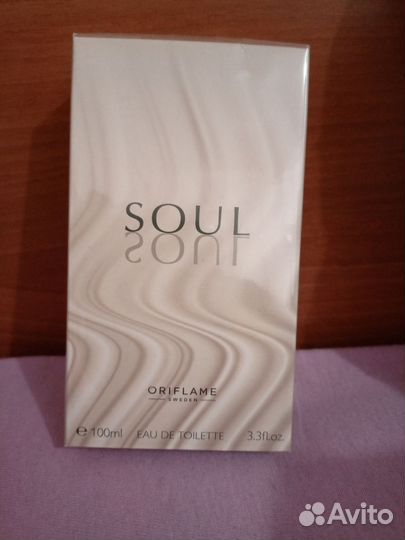 SOUL
SOUL
ORIFLAME
SWEDEN
℮ 100ml EAU DE TOILETTE 3.3fl.oz.
Avito